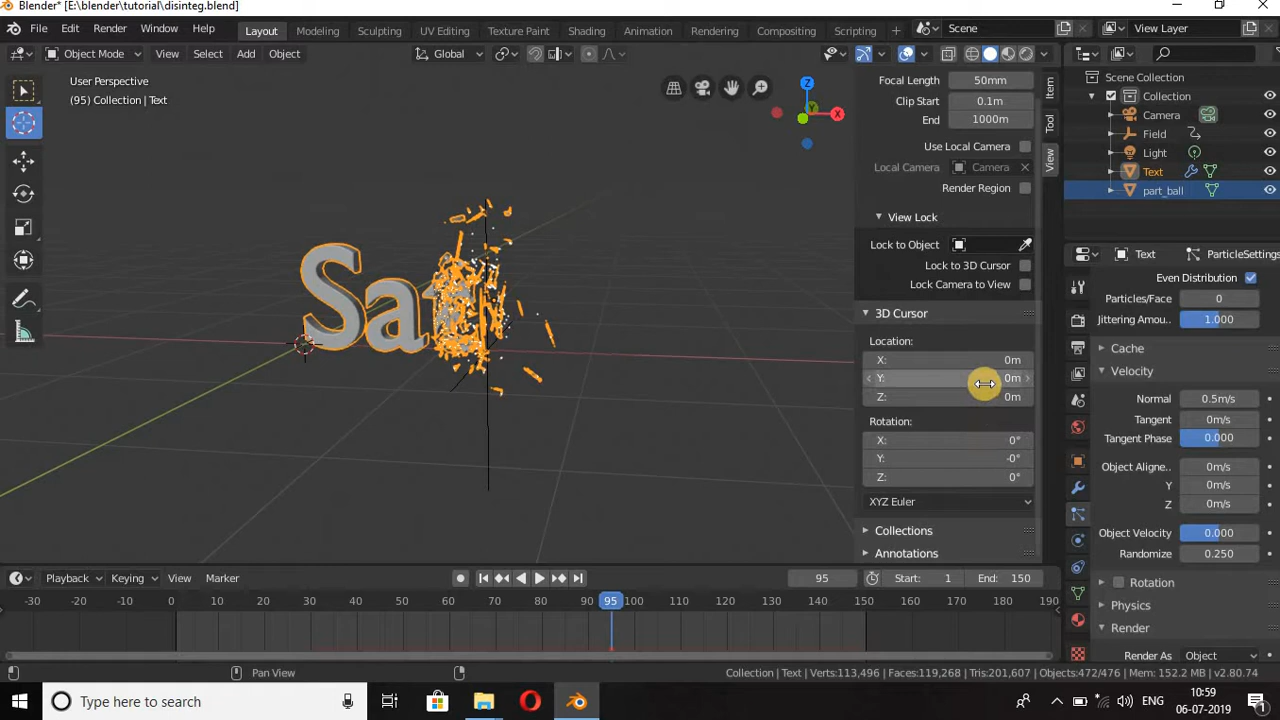 Blender* [E:\blender\tutorial\disinteg.blend]
File Edit Render Window Help Layout Modeling Sculpting UV Editing Texture Paint Shading Animation Rendering Compositing Scripting + Scene View Layer
Object Mode View Select Add Object Global
User Perspective
(95) Collection | Text
Z
Y
X
Sat
Focal Length 50mm
Clip Start 0.1m
End 1000m
Use Local Camera
Local Camera Camera
Render Region
View Lock
Lock to Object
Lock to 3D Cursor
Lock Camera to View
3D Cursor
Location:
X: 0m
Y: 0m
Z: 0m
Rotation:
X: 0°
Y: -0°
Z: 0°
XYZ Euler
Collections
Annotations
Item
Tool
View
Scene Collection
Collection
Camera
Field
Light
Text
part_ball
Text ParticleSettings
Even Distribution
Particles/Face 0
Jittering Amou.. 1.000
Cache
Velocity
Normal 0.5m/s
Tangent 0m/s
Tangent Phase 0.000
Object Aligne.. 0m/s
Y 0m/s
Z 0m/s
Object Velocity 0.000
Randomize 0.250
Rotation
Physics
Render
Render As Object
Playback Keying View Marker 95 Start: 1 End: 150
-30 -20 -10 0 10 20 30 40 50 60 70 80 90 95 100 110 120 130 140 150 160 170 180 190
Pan View Collection | Text | Verts:113,496 | Faces:119,268 | Tris:201,607 | Objects:472/476 | Mem: 152.2 MB | v2.80.74
Type here to search ENG 10:59
06-07-2019 1